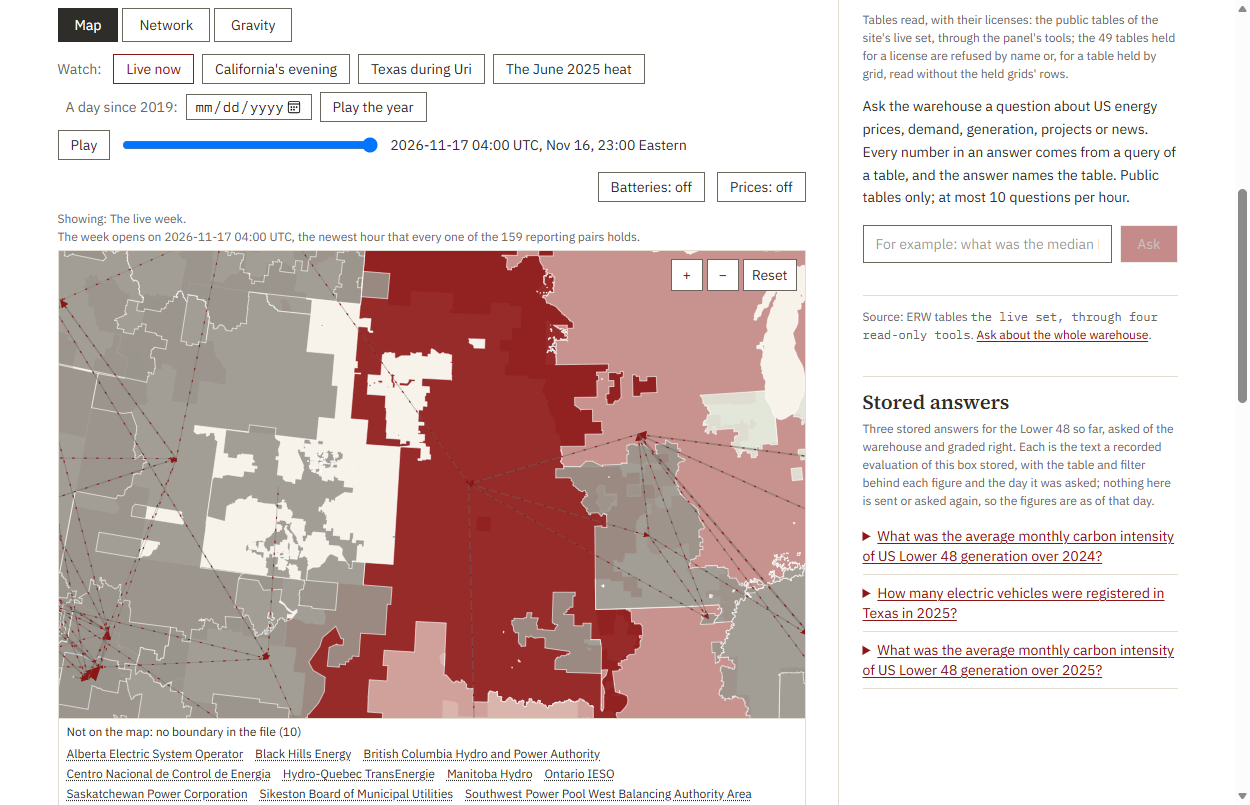 Map Network Gravity
Watch: Live now California's evening Texas during Uri The June 2025 heat
A day since 2019: mm/dd/yyyy Play the year
Play 2026-11-17 04:00 UTC, Nov 16, 23:00 Eastern
Batteries: off Prices: off
Showing: The live week.
The week opens on 2026-11-17 04:00 UTC, the newest hour that every one of the 159 reporting pairs holds.
+ − Reset
Not on the map: no boundary in the file (10)
Alberta Electric System Operator Black Hills Energy British Columbia Hydro and Power Authority
Centro Nacional de Control de Energia Hydro-Quebec TransEnergie Manitoba Hydro Ontario IESO
Saskatchewan Power Corporation Sikeston Board of Municipal Utilities Southwest Power Pool West Balancing Authority Area
Tables read, with their licenses: the public tables of the
site's live set, through the panel's tools; the 49 tables held
for a license are refused by name or, for a table held by
grid, read without the held grids' rows.
Ask the warehouse a question about US energy
prices, demand, generation, projects or news.
Every number in an answer comes from a query of
a table, and the answer names the table. Public
tables only; at most 10 questions per hour.
For example: what was the median Ask
Source: ERW tables the live set, through four
read-only tools. Ask about the whole warehouse.
Stored answers
Three stored answers for the Lower 48 so far, asked of the
warehouse and graded right. Each is the text a recorded
evaluation of this box stored, with the table and filter
behind each figure and the day it was asked; nothing here
is sent or asked again, so the figures are as of that day.
What was the average monthly carbon intensity
of US Lower 48 generation over 2024?
How many electric vehicles were registered in
Texas in 2025?
What was the average monthly carbon intensity
of US Lower 48 generation over 2025?